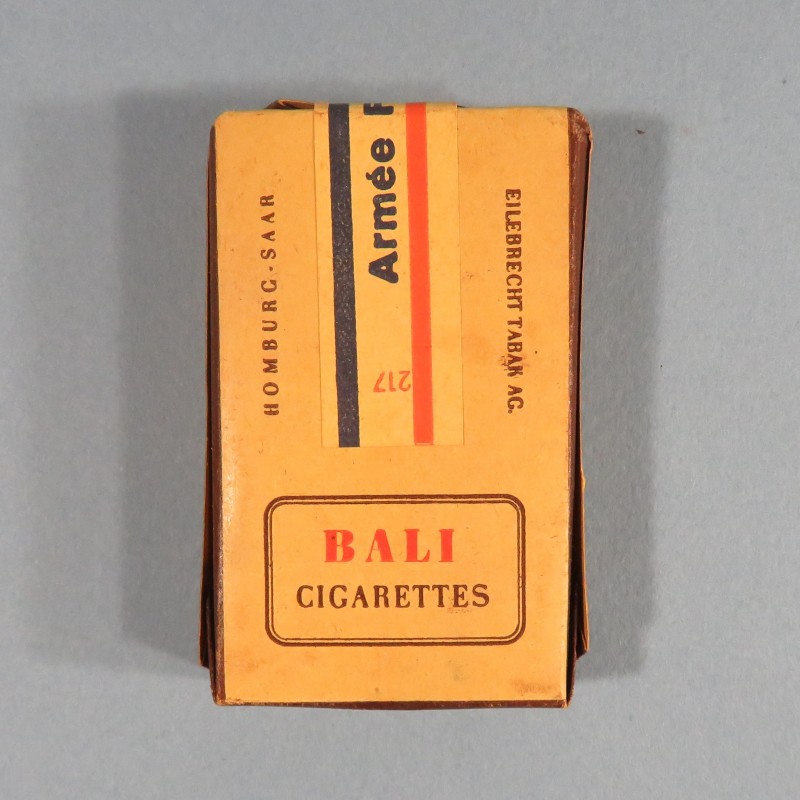 HOMBURG-SAAR
Armée F
217
EILEBRECHT TABAK AG.
BALI
CIGARETTES